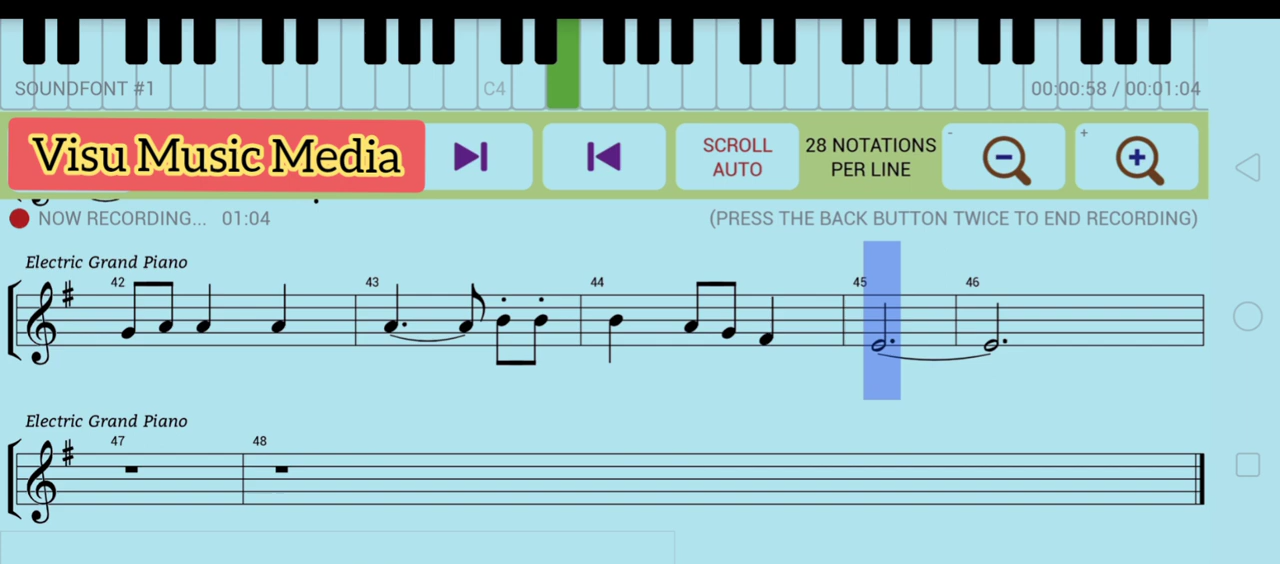 SOUNDFONT #1
C4
00:00:58 / 00:01:04
Visu Music Media
SCROLL
AUTO
28 NOTATIONS
PER LINE
-
+
NOW RECORDING... 01:04
(PRESS THE BACK BUTTON TWICE TO END RECORDING)
Electric Grand Piano
42 43 44 45 46
Electric Grand Piano
47 48